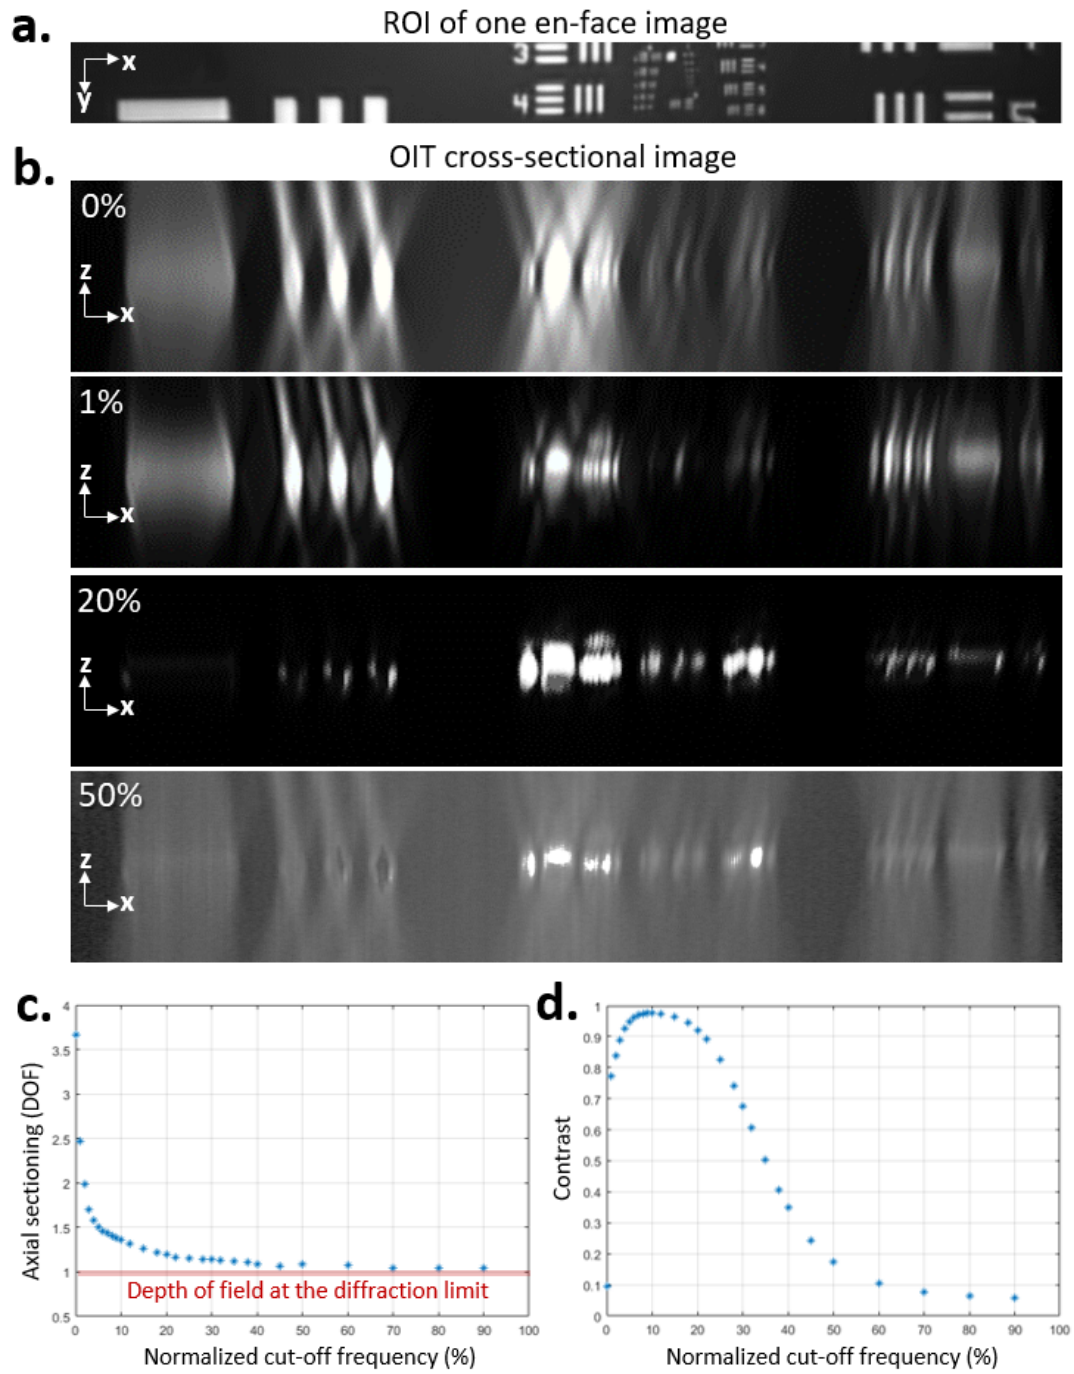 a.
ROI of one en-face image
x
y
3
4
5
b.
OIT cross-sectional image
0%
z
x
1%
z
x
20%
z
x
50%
z
x
c.
4
3.5
3
2.5
2
1.5
1
0.5
Axial sectioning (DOF)
Depth of field at the diffraction limit
0 10 20 30 40 50 60 70 80 90 100
Normalized cut-off frequency (%)
d.
1
0.9
0.8
0.7
0.6
0.5
0.4
0.3
0.2
0.1
0
Contrast
0 10 20 30 40 50 60 70 80 90 100
Normalized cut-off frequency (%)